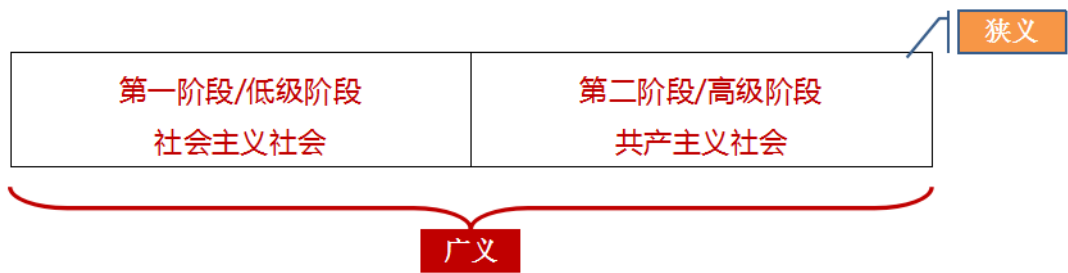 狭义
第一阶段/低级阶段
社会主义社会
第二阶段/高级阶段
共产主义社会
广义